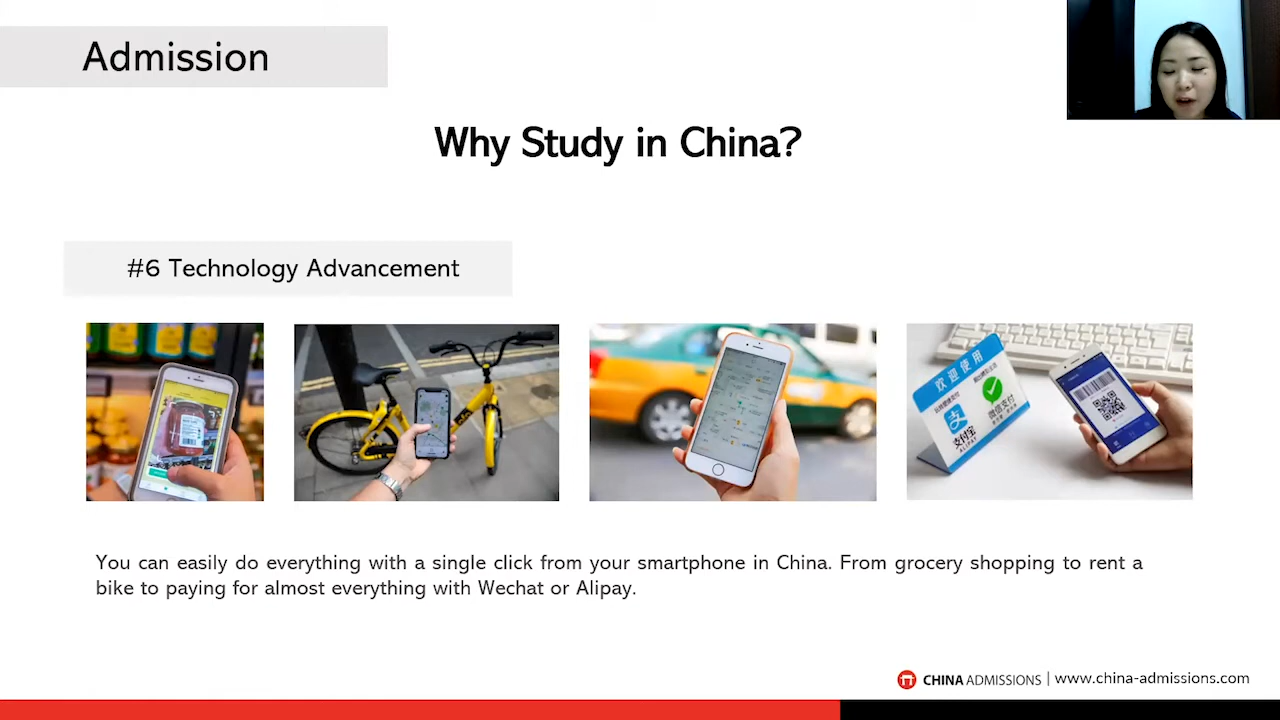 Admission
Why Study in China?
#6 Technology Advancement
欢迎使用
支付宝
ALIPAY
微信支付
You can easily do everything with a single click from your smartphone in China. From grocery shopping to rent a
bike to paying for almost everything with Wechat or Alipay.
CHINA ADMISSIONS | www.china-admissions.com